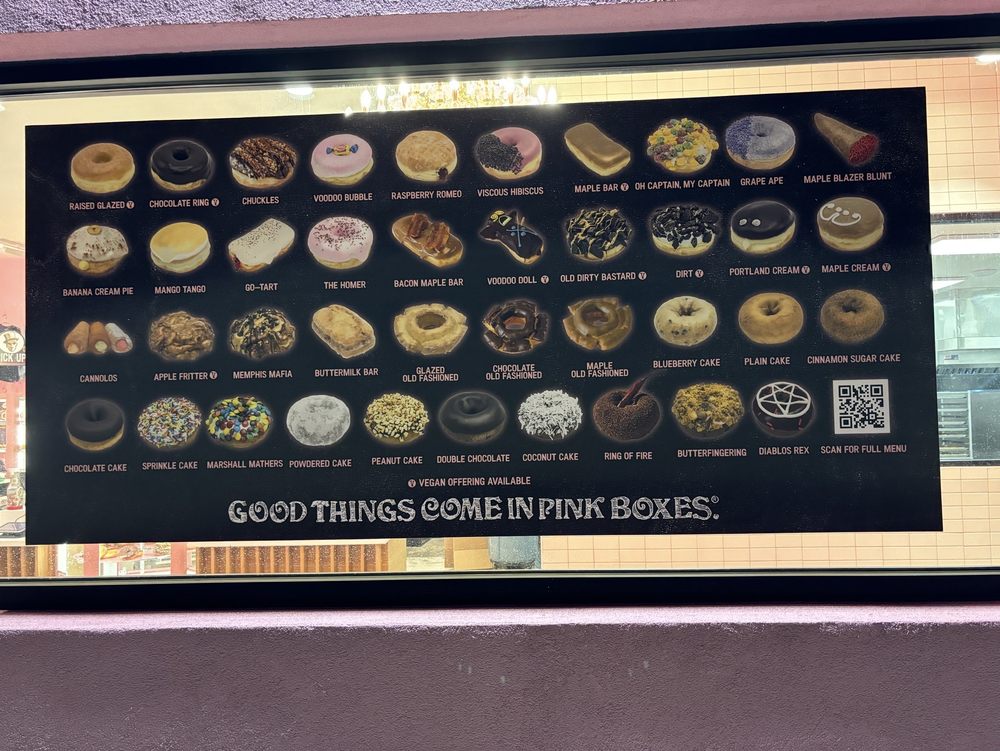 RAISED GLAZED Ⓥ
CHOCOLATE RING Ⓥ
CHUCKLES
VOODOO BUBBLE
RASPBERRY ROMEO
VISCOUS HIBISCUS
MAPLE BAR Ⓥ
OH CAPTAIN, MY CAPTAIN
GRAPE APE
MAPLE BLAZER BLUNT
BANANA CREAM PIE
MANGO TANGO
GO-TART
THE HOMER
BACON MAPLE BAR
VOODOO DOLL Ⓥ
OLD DIRTY BASTARD Ⓥ
DIRT Ⓥ
PORTLAND CREAM Ⓥ
MAPLE CREAM Ⓥ
CANNOLOS
APPLE FRITTER Ⓥ
MEMPHIS MAFIA
BUTTERMILK BAR
GLAZED
OLD FASHIONED
CHOCOLATE
OLD FASHIONED
MAPLE
OLD FASHIONED
BLUEBERRY CAKE
PLAIN CAKE
CINNAMON SUGAR CAKE
CHOCOLATE CAKE
SPRINKLE CAKE
MARSHALL MATHERS
POWDERED CAKE
PEANUT CAKE
DOUBLE CHOCOLATE
COCONUT CAKE
RING OF FIRE
BUTTERFINGERING
DIABLOS REX
SCAN FOR FULL MENU
Ⓥ VEGAN OFFERING AVAILABLE
GOOD THINGS COME IN PINK BOXES.®
ICK UP